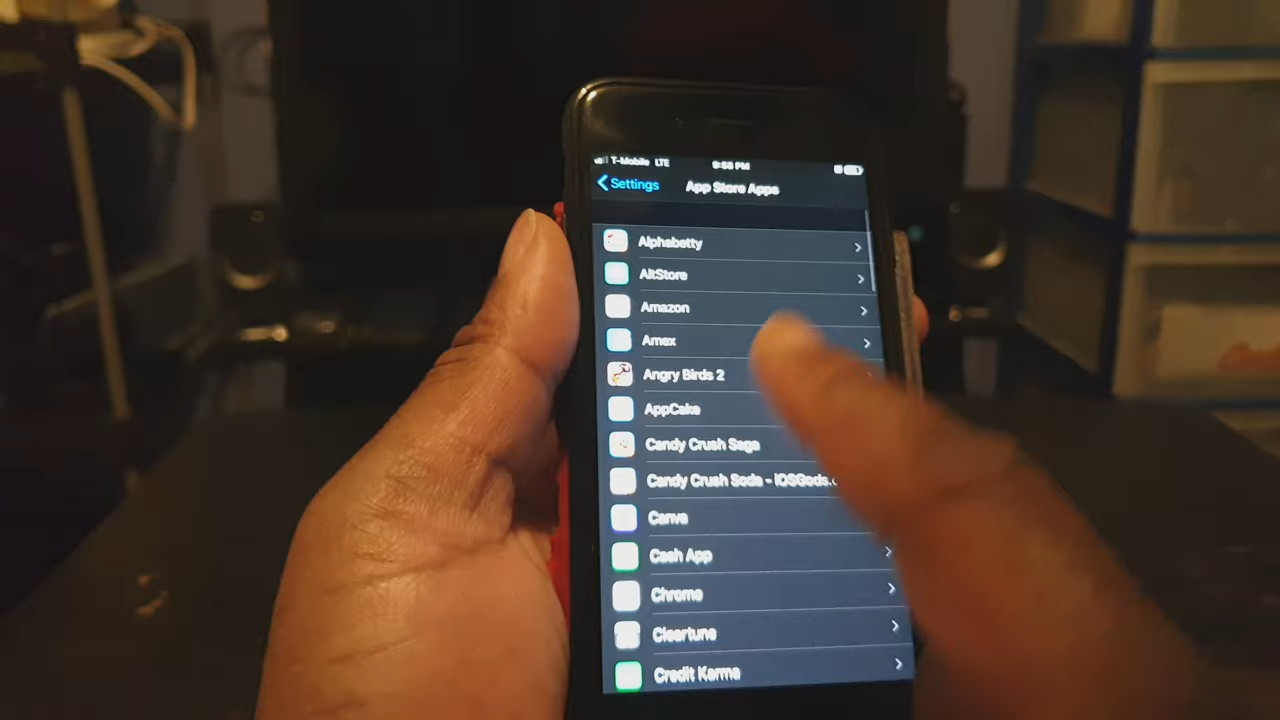 T-Mobile LTE 9:58 PM
Settings App Store Apps
Alphabetty
AltStore
Amazon
Amex
Angry Birds 2
AppCake
Candy Crush Saga
Candy Crush Soda - iOSGods.c
Canva
Cash App
Chrome
Cleartune
Credit Karma